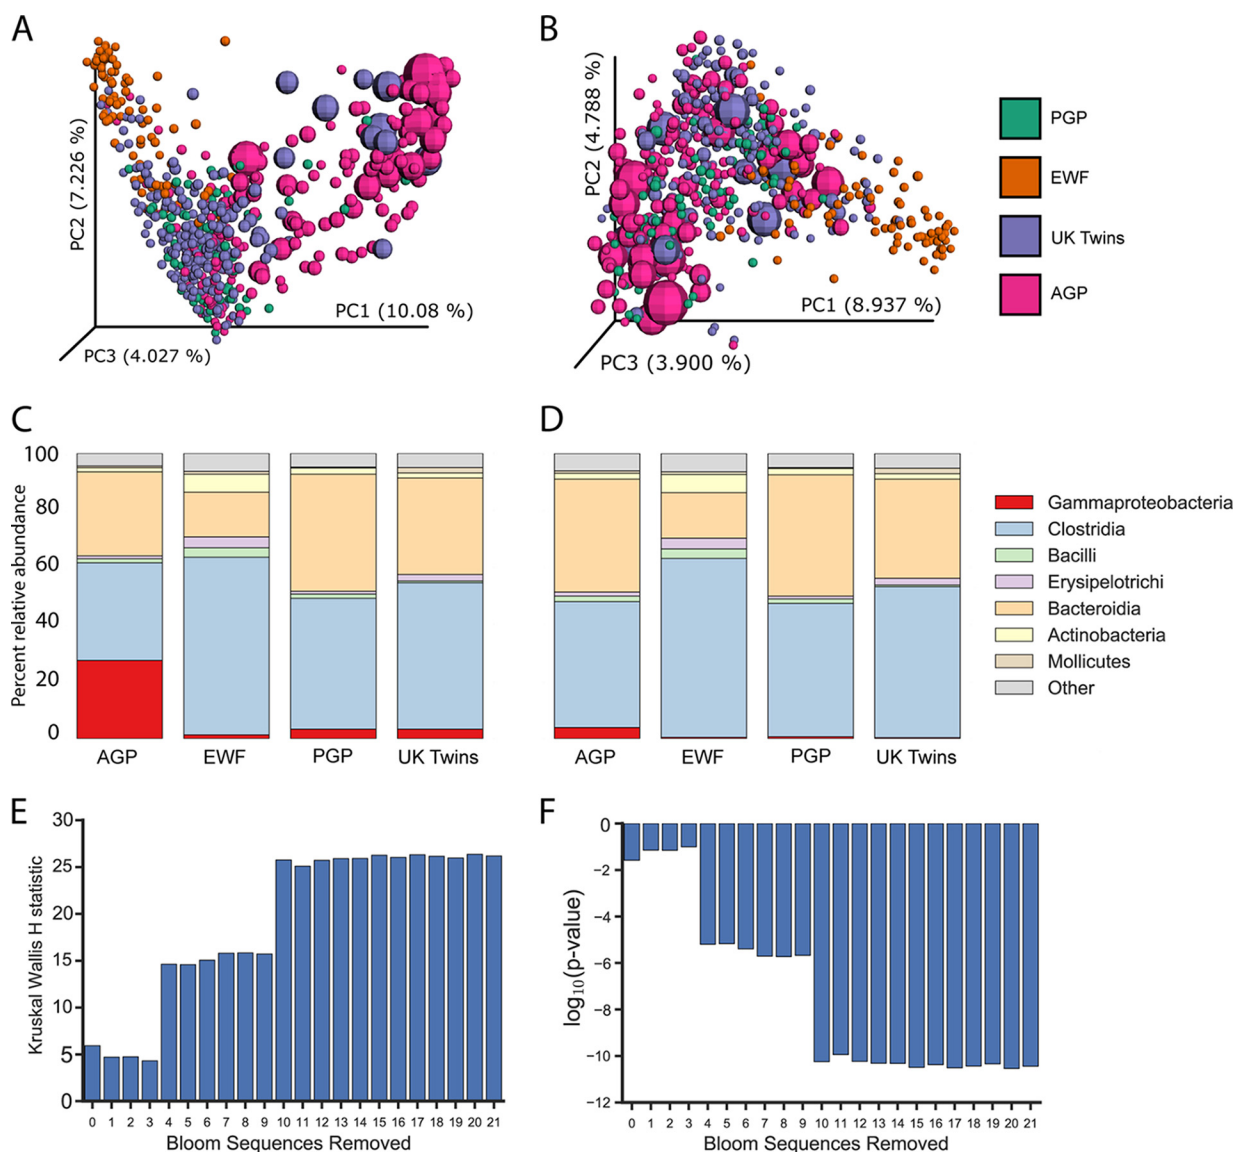 A
PC2 (7.226 %)
PC1 (10.08 %)
PC3 (4.027 %)
B
PC2 (4.788 %)
PC1 (8.937 %)
PC3 (3.900 %)
PGP
EWF
UK Twins
AGP
C
Percent relative abundance
100
80
60
40
20
0
AGP EWF PGP UK Twins
D
AGP EWF PGP UK Twins
Gammaproteobacteria
Clostridia
Bacilli
Erysipelotrichi
Bacteroidia
Actinobacteria
Mollicutes
Other
E
Kruskal Wallis H statistic
30
25
20
15
10
5
0
0 1 2 3 4 5 6 7 8 9 10 11 12 13 14 15 16 17 18 19 20 21
Bloom Sequences Removed
F
log10(p-value)
0
−2
−4
−6
−8
−10
−12
0 1 2 3 4 5 6 7 8 9 10 11 12 13 14 15 16 17 18 19 20 21
Bloom Sequences Removed